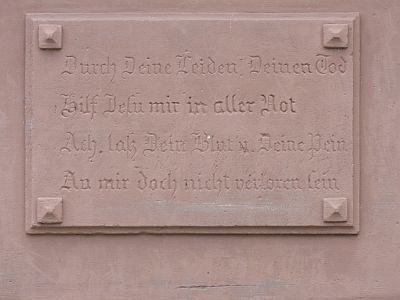 Durch Deine Leiden, Deinen Tod
Hilf Jesu mir in aller Not
Ach, laß Dein Blut u. Deine Pein
An mir doch nicht verloren sein